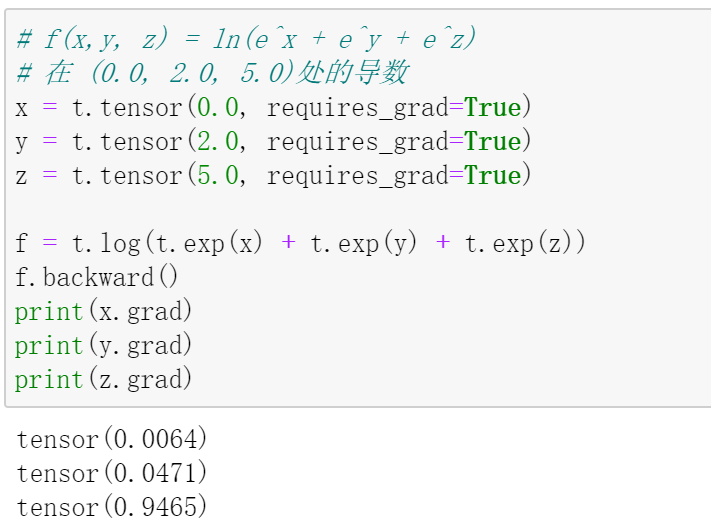 # f(x,y, z) = ln(e^x + e^y + e^z)
# 在 (0.0, 2.0, 5.0)处的导数
x = t.tensor(0.0, requires_grad=True)
y = t.tensor(2.0, requires_grad=True)
z = t.tensor(5.0, requires_grad=True)
f = t.log(t.exp(x) + t.exp(y) + t.exp(z))
f.backward()
print(x.grad)
print(y.grad)
print(z.grad)
tensor(0.0064)
tensor(0.0471)
tensor(0.9465)